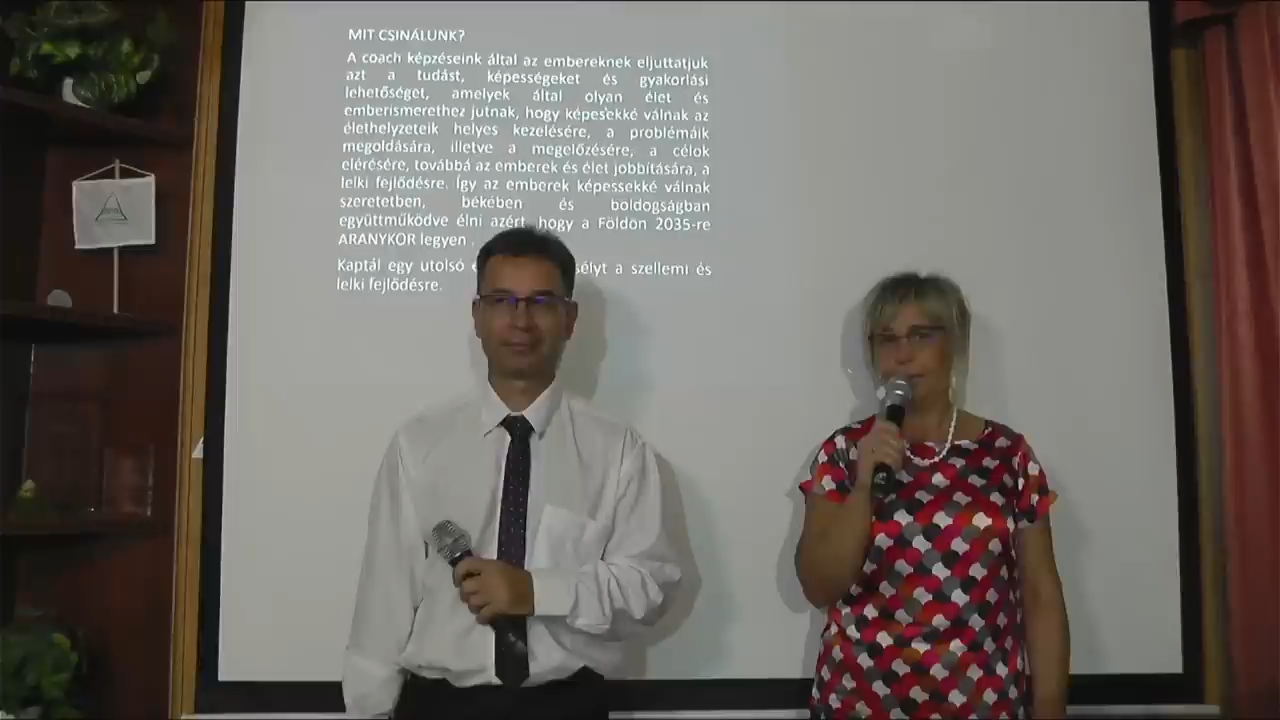 MIT CSINÁLUNK?
A coach képzéseink által az embereknek eljuttatjuk
azt a tudást, képességeket és gyakorlási
lehetőséget, amelyek által olyan élet és
emberismerethez jutnak, hogy képesekké válnak az
élethelyzeteik helyes kezelésére, a problémáik
megoldására, illetve a megelőzésére, a célok
elérésére, továbbá az emberek és élet jobbítására, a
lelki fejlődésre. Így az emberek képessekké válnak
szeretetben, békében és boldogságban
együttműködve élni azért hogy a Földön 2035-re
ARANYKOR legyen .
Kaptál egy utolsó a szellemi és
lelki fejlődésre.